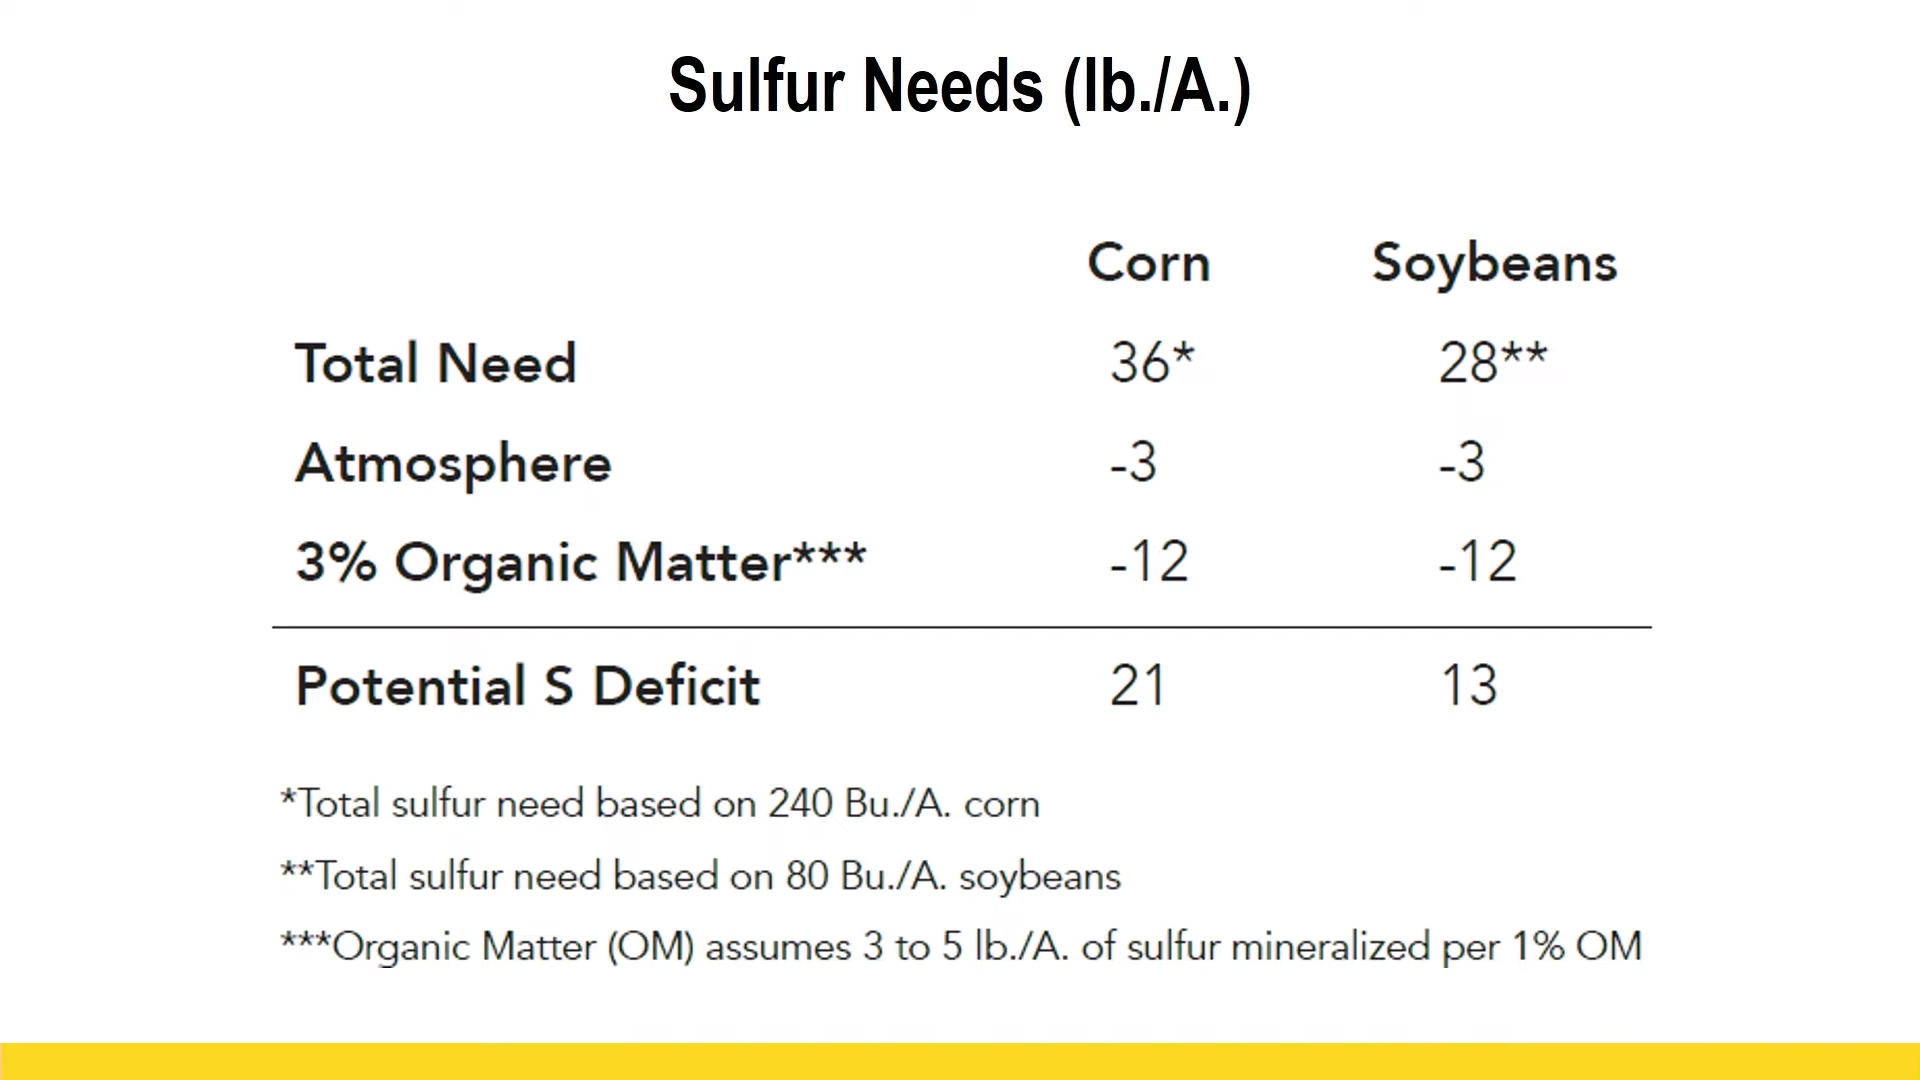 Sulfur Needs (lb./A.)
Corn Soybeans
Total Need 36* 28**
Atmosphere -3 -3
3% Organic Matter*** -12 -12
Potential S Deficit 21 13
*Total sulfur need based on 240 Bu./A. corn
**Total sulfur need based on 80 Bu./A. soybeans
***Organic Matter (OM) assumes 3 to 5 lb./A. of sulfur mineralized per 1% OM